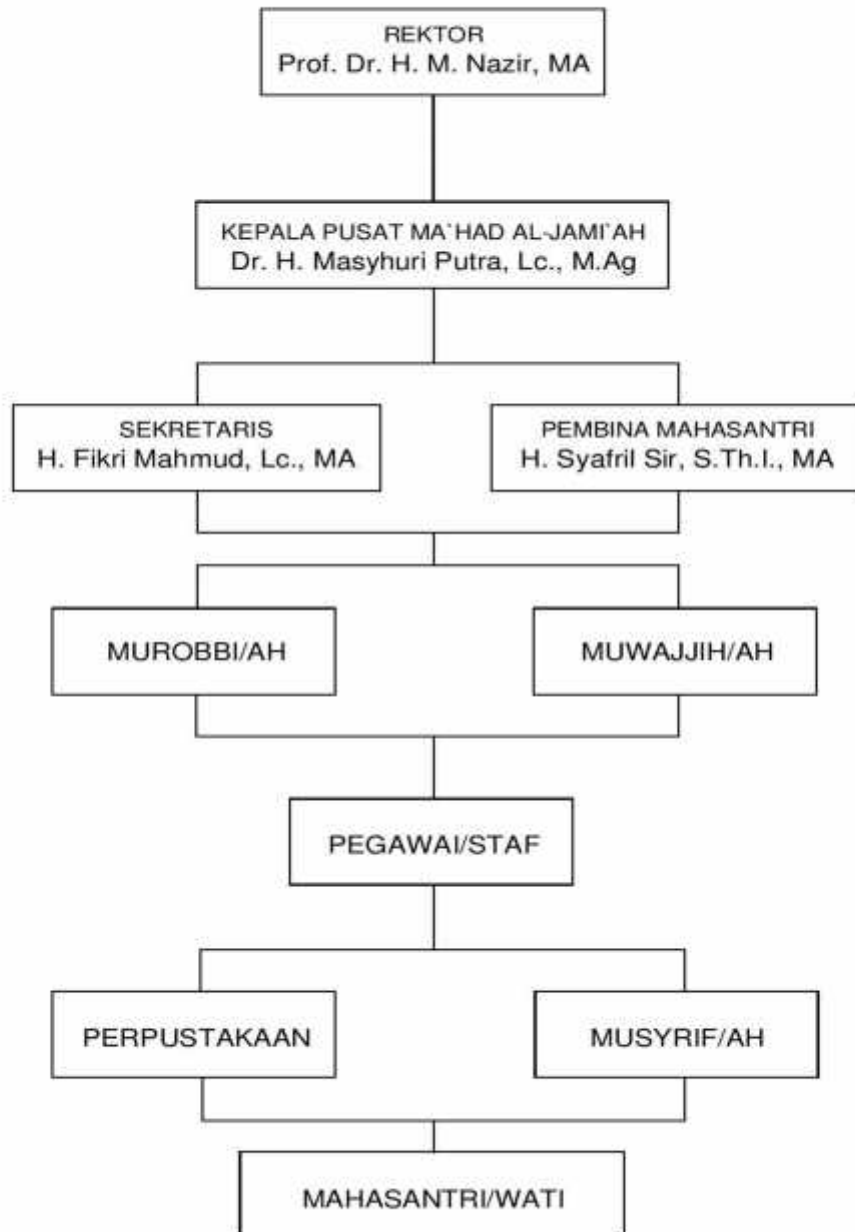 REKTOR
Prof. Dr. H. M. Nazir, MA
KEPALA PUSAT MA`HAD AL-JAMI`AH
Dr. H. Masyhuri Putra, Lc., M.Ag
SEKRETARIS
H. Fikri Mahmud, Lc., MA
PEMBINA MAHASANTRI
H. Syafril Sir, S.Th.I., MA
MUROBBI/AH
MUWAJJIH/AH
PEGAWAI/STAF
PERPUSTAKAAN
MUSYRIF/AH
MAHASANTRI/WATI